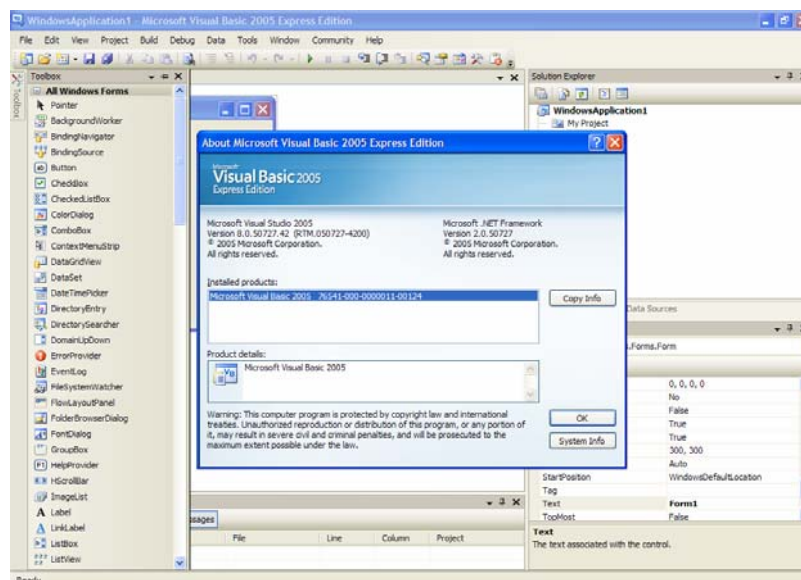 WindowsApplication1 - Microsoft Visual Basic 2005 Express Edition
File Edit View Project Build Debug Data Tools Window Community Help
Toolbox
Toolbox
All Windows Forms
Pointer
BackgroundWorker
BindingNavigator
BindingSource
Button
CheckBox
CheckedListBox
ColorDialog
ComboBox
ContextMenuStrip
DataGridView
DataSet
DateTimePicker
DirectoryEntry
DirectorySearcher
DomainUpDown
ErrorProvider
EventLog
FileSystemWatcher
FlowLayoutPanel
FolderBrowserDialog
FontDialog
GroupBox
HelpProvider
HScrollBar
ImageList
Label
LinkLabel
ListBox
ListView
About Microsoft Visual Basic 2005 Express Edition
Microsoft
Visual Basic 2005
Express Edition
Microsoft Visual Studio 2005
Version 8.0.50727.42 (RTM.050727-4200)
© 2005 Microsoft Corporation.
All rights reserved.
Microsoft .NET Framework
Version 2.0.50727
© 2005 Microsoft Corporation.
All rights reserved.
Installed products:
Microsoft Visual Basic 2005 76541-000-0000011-00124
Copy Info
Product details:
Microsoft Visual Basic 2005
Warning: This computer program is protected by copyright law and international
treaties. Unauthorized reproduction or distribution of this program, or any portion of
it, may result in severe civil and criminal penalties, and will be prosecuted to the
maximum extent possible under the law.
OK
System Info
Solution Explorer
WindowsApplication1
My Project
Data Sources
.Forms.Form
0, 0, 0, 0
No
False
True
True
300, 300
Auto
StartPosition WindowsDefaultLocation
Tag
Text Form1
TopMost False
Text
The text associated with the control.
ssages
File Line Column Project
Ready